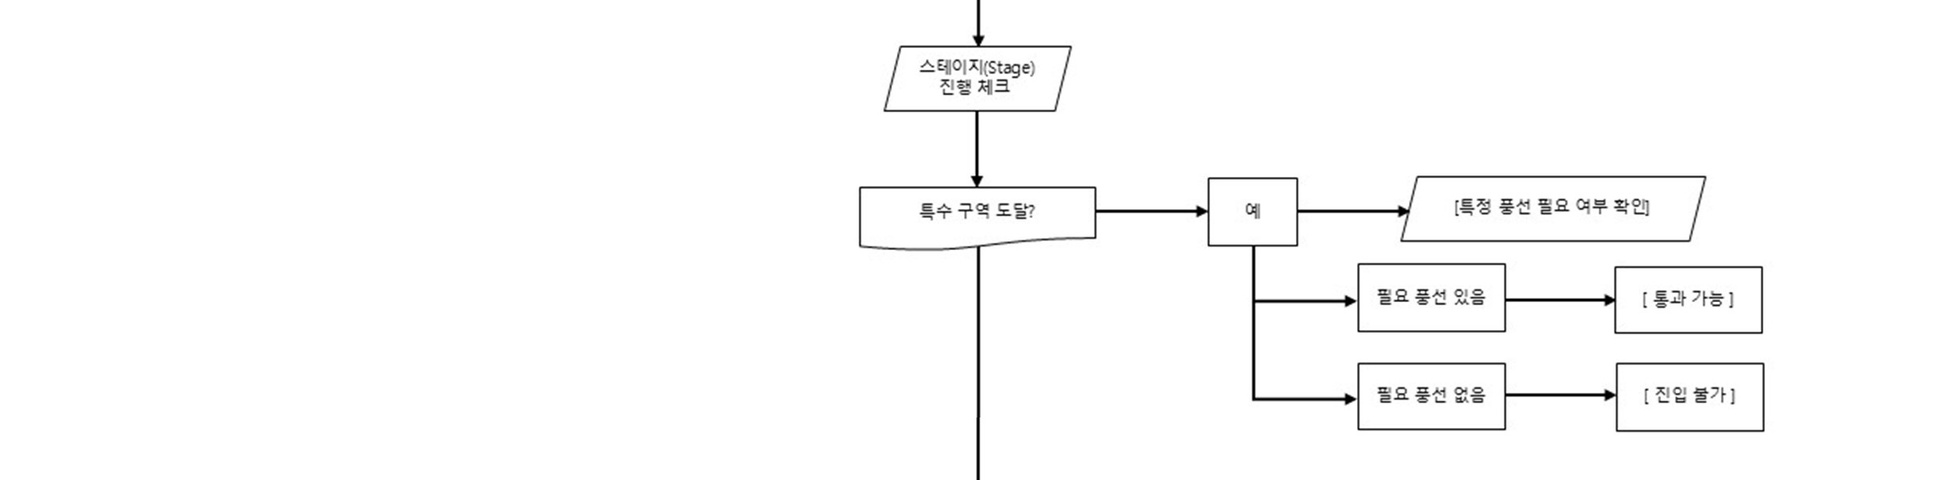 스테이지(Stage)
진행 체크
특수 구역 도달?
예
[특정 풍선 필요 여부 확인]
필요 풍선 있음
[ 통과 가능 ]
필요 풍선 없음
[ 진입 불가 ]